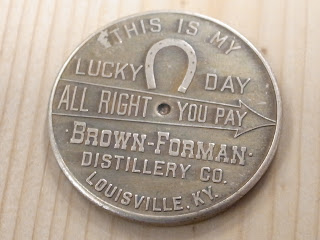 THIS IS MY
LUCKY DAY
ALL RIGHT YOU PAY
·BROWN-FORMAN·
DISTILLERY CO.
LOUISVILLE, KY.